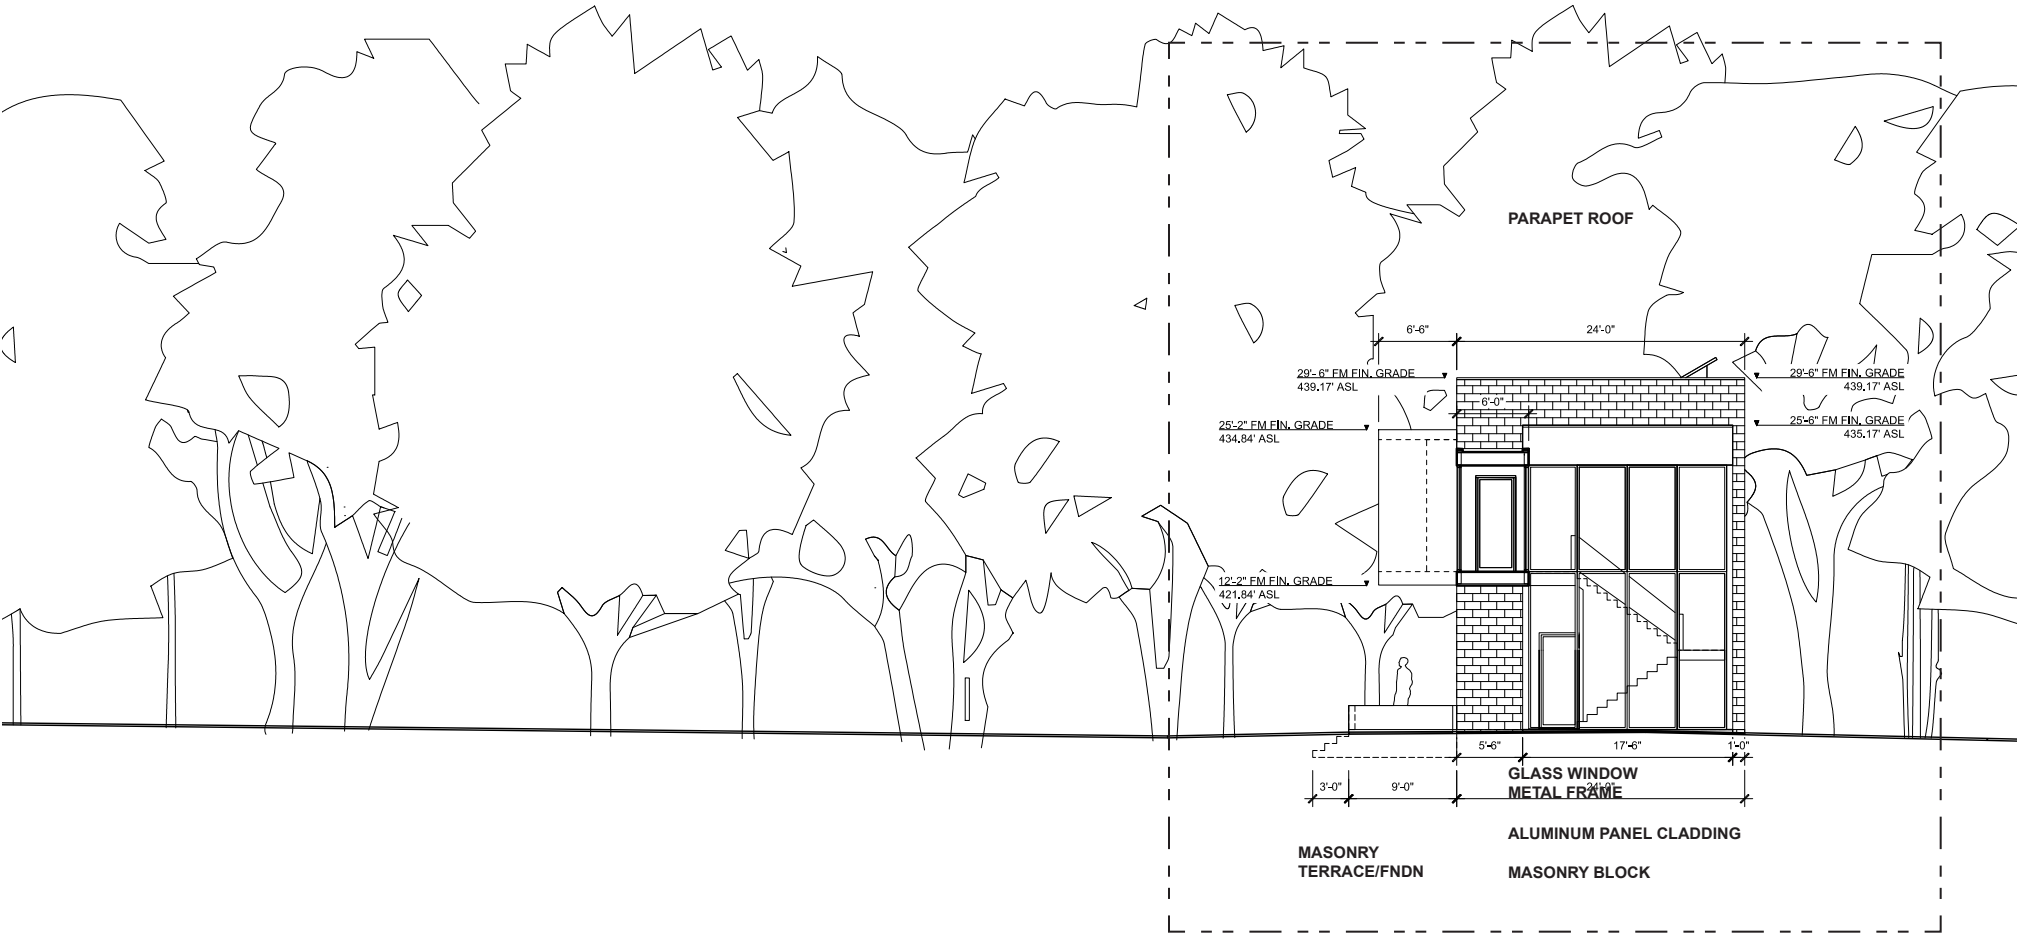 PARAPET ROOF
6'-6"
24'-0"
29'- 6" FM FIN. GRADE
439.17' ASL
29'-6" FM FIN. GRADE
439.17' ASL
6'-0"
25'-2" FM FIN. GRADE
434.84' ASL
25'-6" FM FIN. GRADE
435.17' ASL
12'-2" FM FIN. GRADE
421.84' ASL
5'-6"
17'-6"
1'-0"
3'-0"
9'-0"
24'-0"
GLASS WINDOW
METAL FRAME
ALUMINUM PANEL CLADDING
MASONRY
TERRACE/FNDN
MASONRY BLOCK